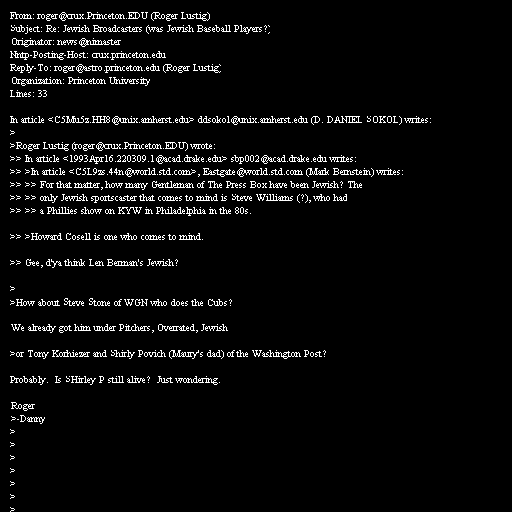 From: roger@crux.Princeton.EDU (Roger Lustig)
Subject: Re: Jewish Broadcasters (was Jewish Baseball Players?)
Originator: news@nimaster
Nntp-Posting-Host: crux.princeton.edu
Reply-To: roger@astro.princeton.edu (Roger Lustig)
Organization: Princeton University
Lines: 33

In article <C5Mu5z.HH8@unix.amherst.edu> ddsokol@unix.amherst.edu (D. DANIEL SOKOL) writes:
>
>Roger Lustig (roger@crux.Princeton.EDU) wrote:
>> In article <1993Apr16.220309.1@acad.drake.edu> sbp002@acad.drake.edu writes:
>> >In article <C5L9zs.44n@world.std.com>, Eastgate@world.std.com (Mark Bernstein) writes:
>> >> For that matter, how many Gentleman of The Press Box have been Jewish? The
>> >> only Jewish sportscaster that comes to mind is Steve Williams (?), who had
>> >> a Phillies show on KYW in Philadelphia in the 80s.

>> >Howard Cosell is one who comes to mind.

>> Gee, d'ya think Len Berman's Jewish?

>
>How about Steve Stone of WGN who does the Cubs?

We already got him under Pitchers, Overrated, Jewish

>or Tony Korhiezer and Shirly Povich (Maury's dad) of the Washington Post?

Probably.  Is SHirley P still alive?  Just wondering.

Roger
>-Danny
>
>
>
>
>
>
>